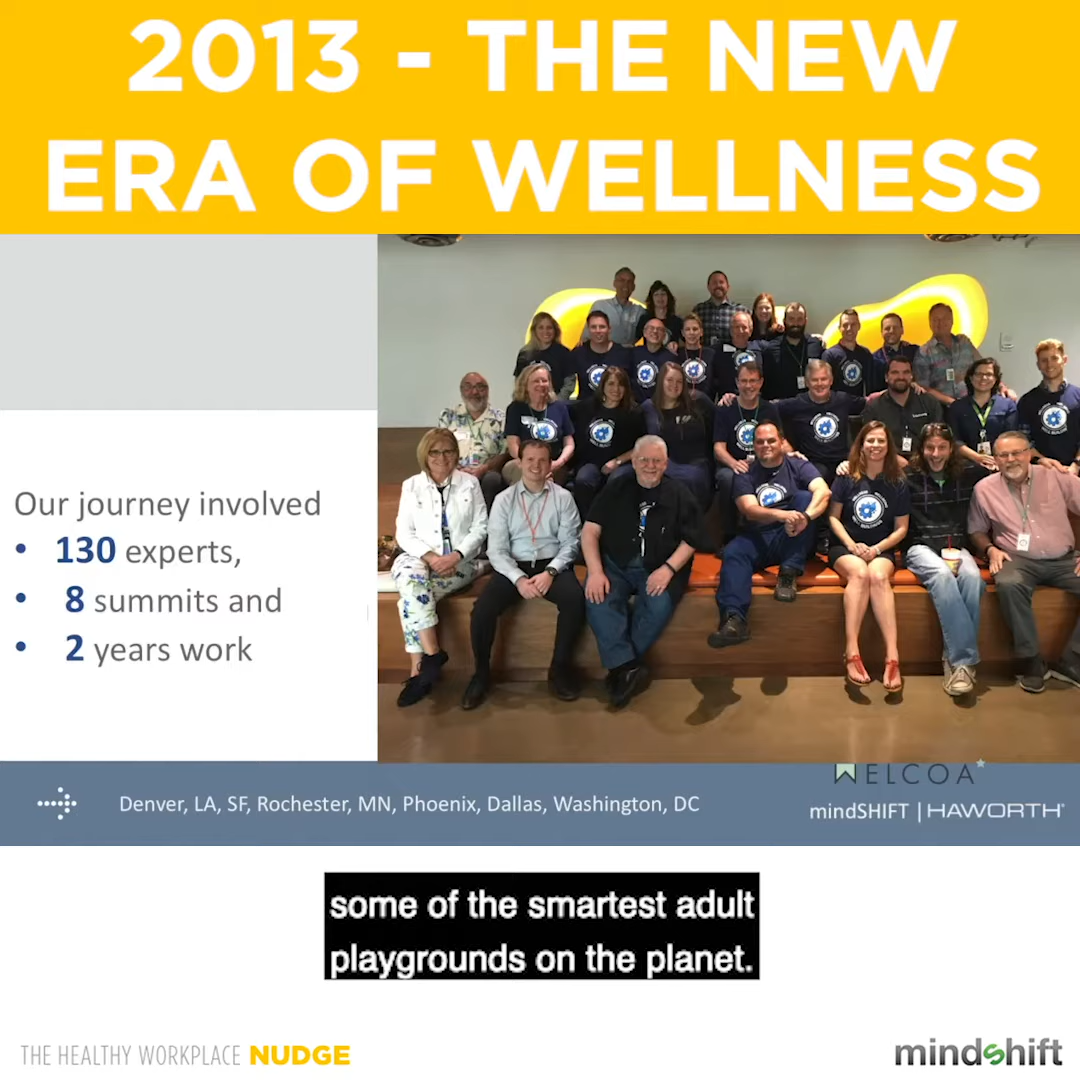 2013 - THE NEW
ERA OF WELLNESS
Our journey involved
• 130 experts,
• 8 summits and
• 2 years work
Denver, LA, SF, Rochester, MN, Phoenix, Dallas, Washington, DC
WELCOA
mindSHIFT | HAWORTH
some of the smartest adult
playgrounds on the planet.
THE HEALTHY WORKPLACE NUDGE
mindshift